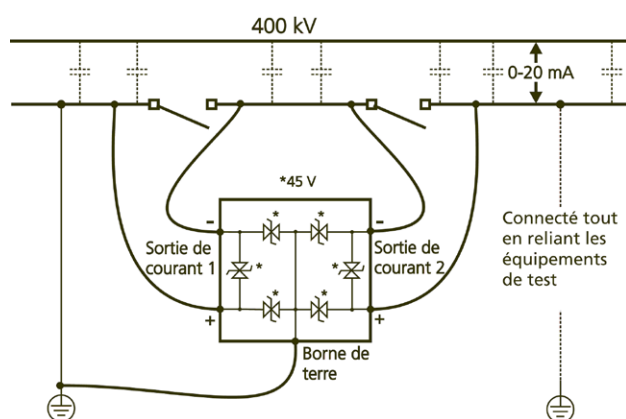 400 kV
0-20 mA
*45 V
-
-
Sortie de
courant 1
*
*
*
*
*
*
Sortie de
courant 2
+
+
Borne de
terre
Connecté tout
en reliant les
équipements
de test